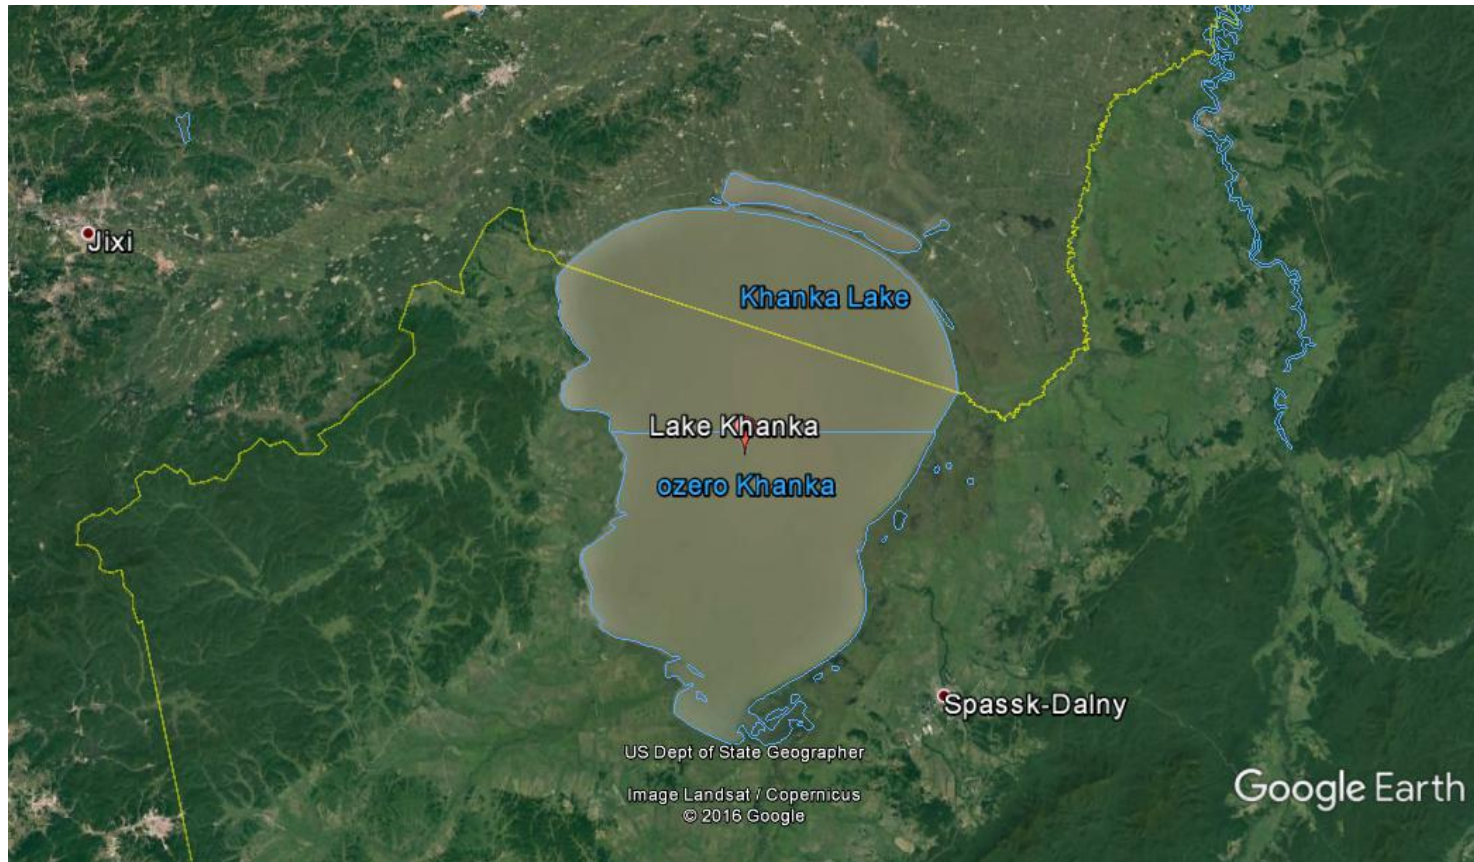 Jixi
Khanka Lake
Lake Khanka
ozero Khanka
Spassk-Dalny
US Dept of State Geographer
Image Landsat / Copernicus
© 2016 Google
Google Earth